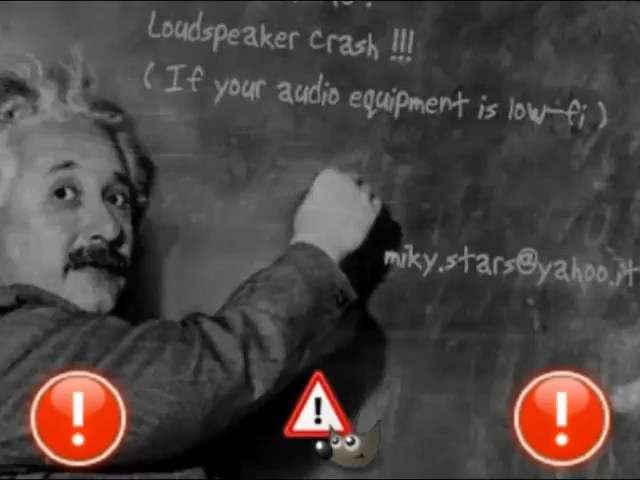 Loudspeaker crash !!!
( If your audio equipment is low-fi )
miky.stars@yahoo.it
!
!
!